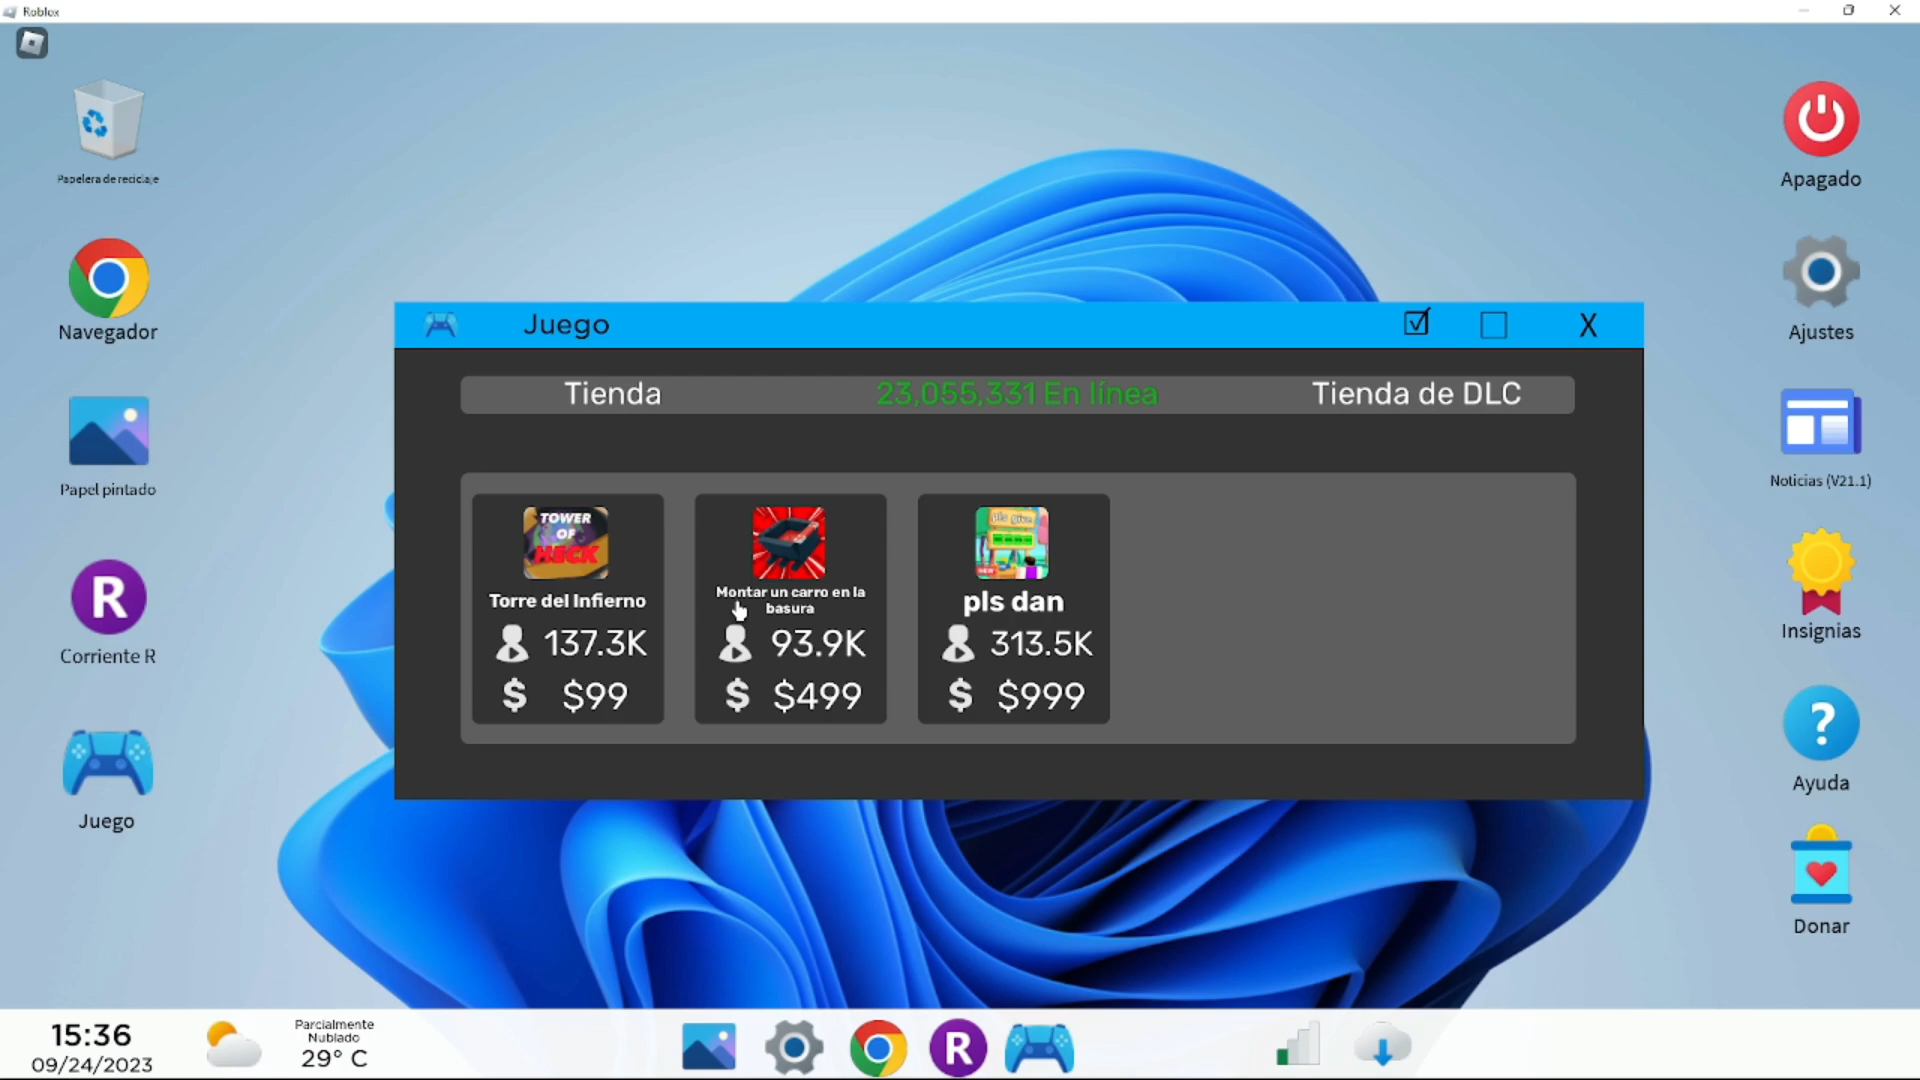 Roblox
Papelera de reciclaje
Navegador
Papel pintado
R
Corriente R
Juego
Juego
X
Tienda
23,055,331 En línea
Tienda de DLC
TOWER
OF
HECK
Torre del Infierno
137.3K
$ $99
Montar un carro en la
basura
93.9K
$ $499
pls give
NEW
pls dan
313.5K
$ $999
Apagado
Ajustes
Noticias (V21.1)
Insignias
?
Ayuda
Donar
15:36
09/24/2023
Parcialmente
Nublado
29° C
R